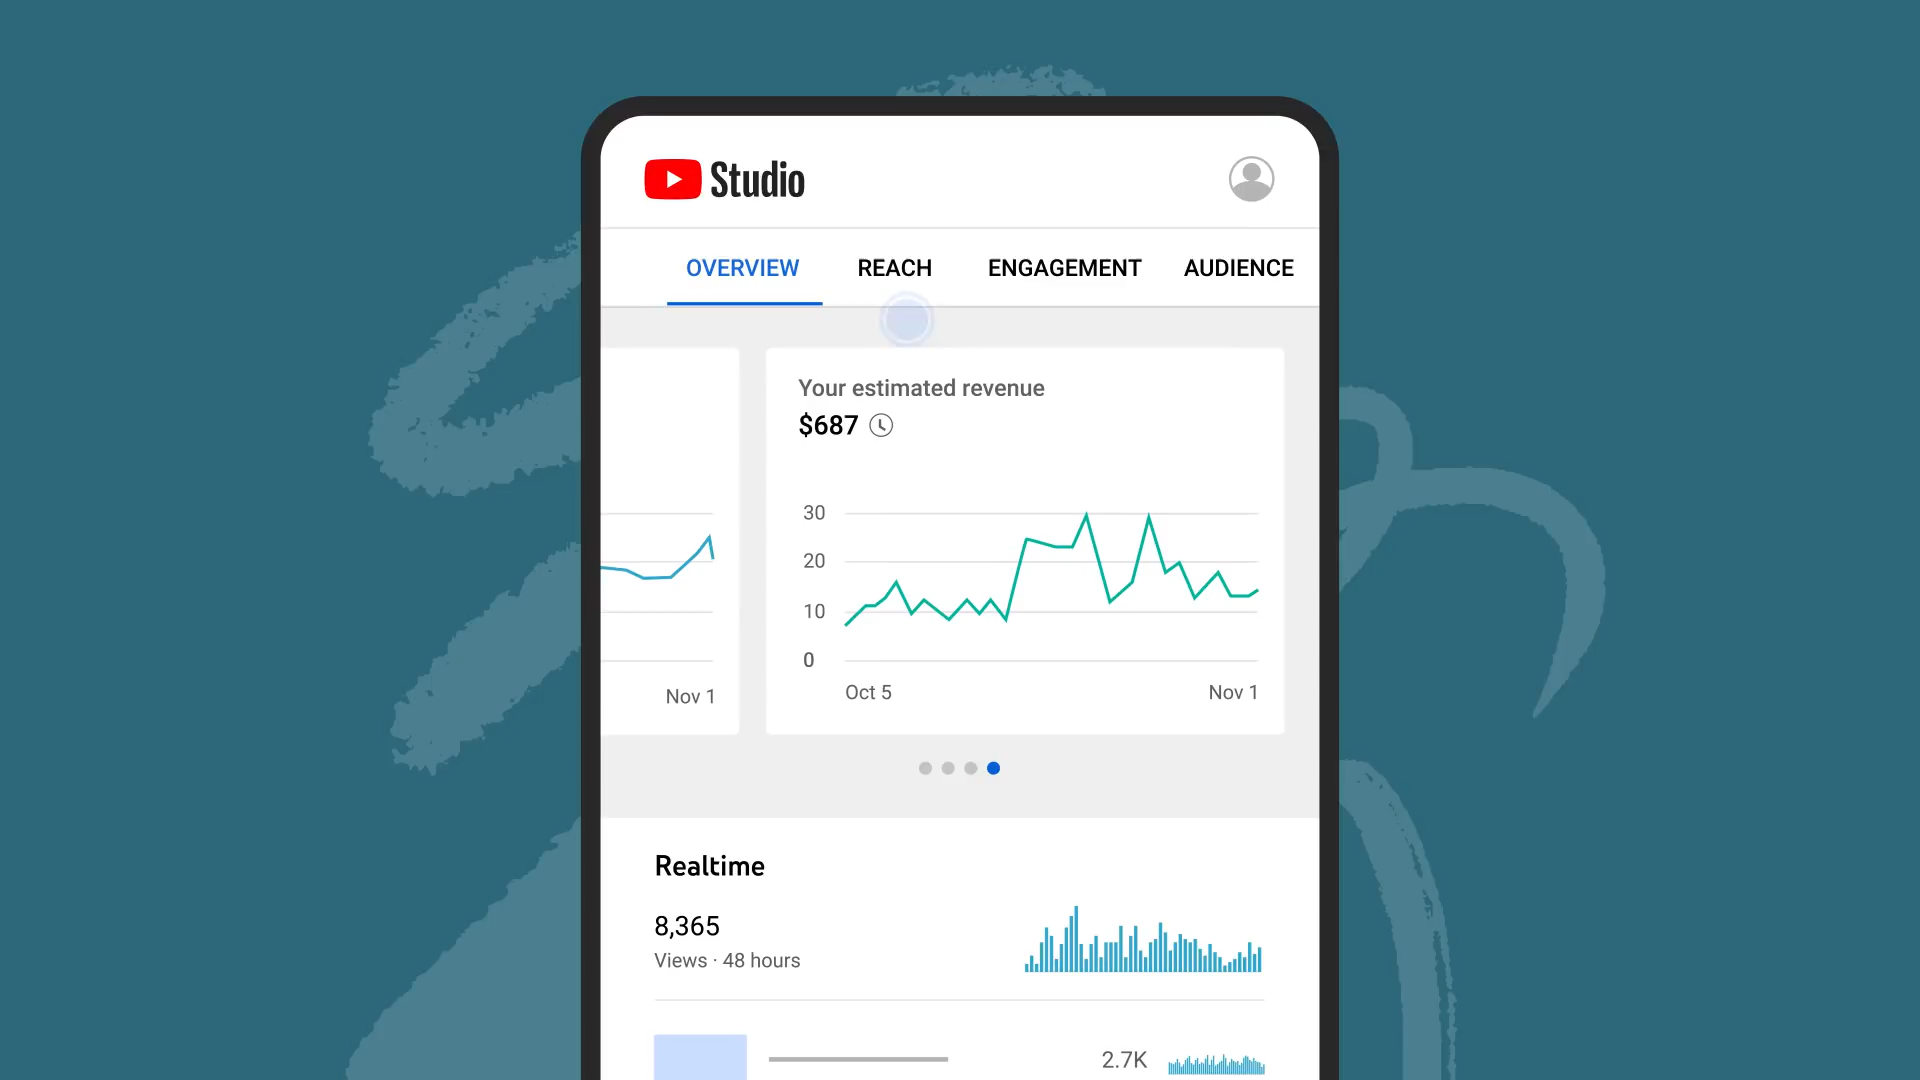 Studio
OVERVIEW REACH ENGAGEMENT AUDIENCE
Your estimated revenue
$687
30
20
10
0
Oct 5 Nov 1
Nov 1
Realtime
8,365
Views · 48 hours
2.7K